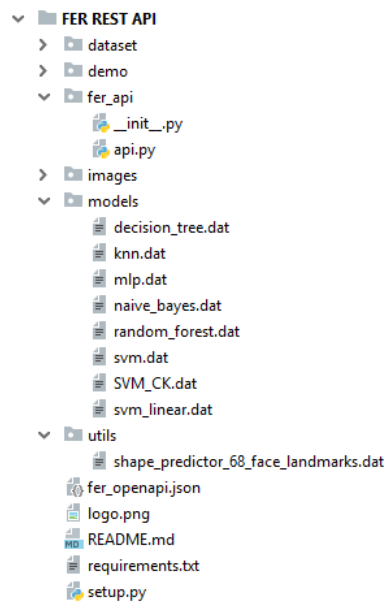 FER REST API
dataset
demo
fer_api
__init__.py
api.py
images
models
decision_tree.dat
knn.dat
mlp.dat
naive_bayes.dat
random_forest.dat
svm.dat
SVM_CK.dat
svm_linear.dat
utils
shape_predictor_68_face_landmarks.dat
fer_openapi.json
logo.png
MD README.md
requirements.txt
setup.py